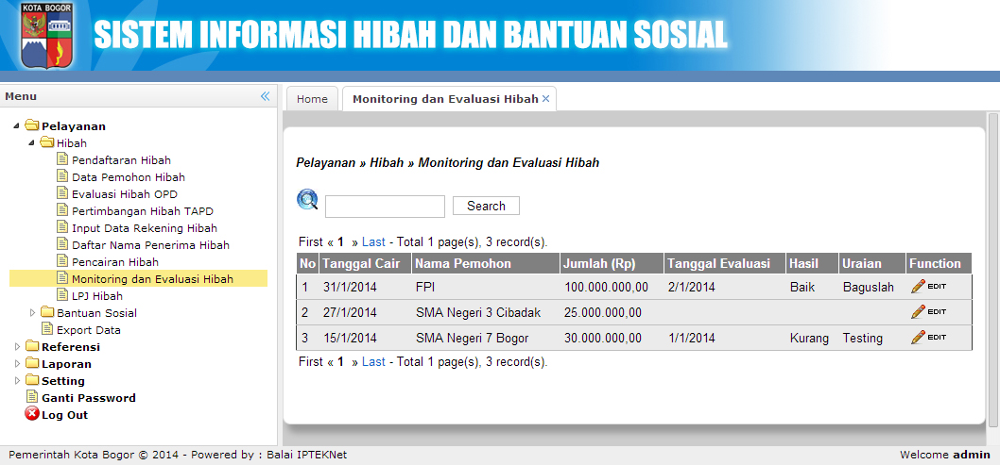 KOTA BOGOR
SISTEM INFORMASI HIBAH DAN BANTUAN SOSIAL
Menu
Pelayanan
Hibah
Pendaftaran Hibah
Data Pemohon Hibah
Evaluasi Hibah OPD
Pertimbangan Hibah TAPD
Input Data Rekening Hibah
Daftar Nama Penerima Hibah
Pencairan Hibah
Monitoring dan Evaluasi Hibah
LPJ Hibah
Bantuan Sosial
Export Data
Referensi
Laporan
Setting
Ganti Password
Log Out
Home Monitoring dan Evaluasi Hibah ×
Pelayanan » Hibah » Monitoring dan Evaluasi Hibah
Search
First « 1 » Last - Total 1 page(s), 3 record(s).
No Tanggal Cair Nama Pemohon Jumlah (Rp) Tanggal Evaluasi Hasil Uraian Function
1 31/1/2014 FPI 100.000.000,00 2/1/2014 Baik Baguslah EDIT
2 27/1/2014 SMA Negeri 3 Cibadak 25.000.000,00 EDIT
3 15/1/2014 SMA Negeri 7 Bogor 30.000.000,00 1/1/2014 Kurang Testing EDIT
First « 1 » Last - Total 1 page(s), 3 record(s).
Pemerintah Kota Bogor © 2014 - Powered by : Balai IPTEKNet Welcome admin